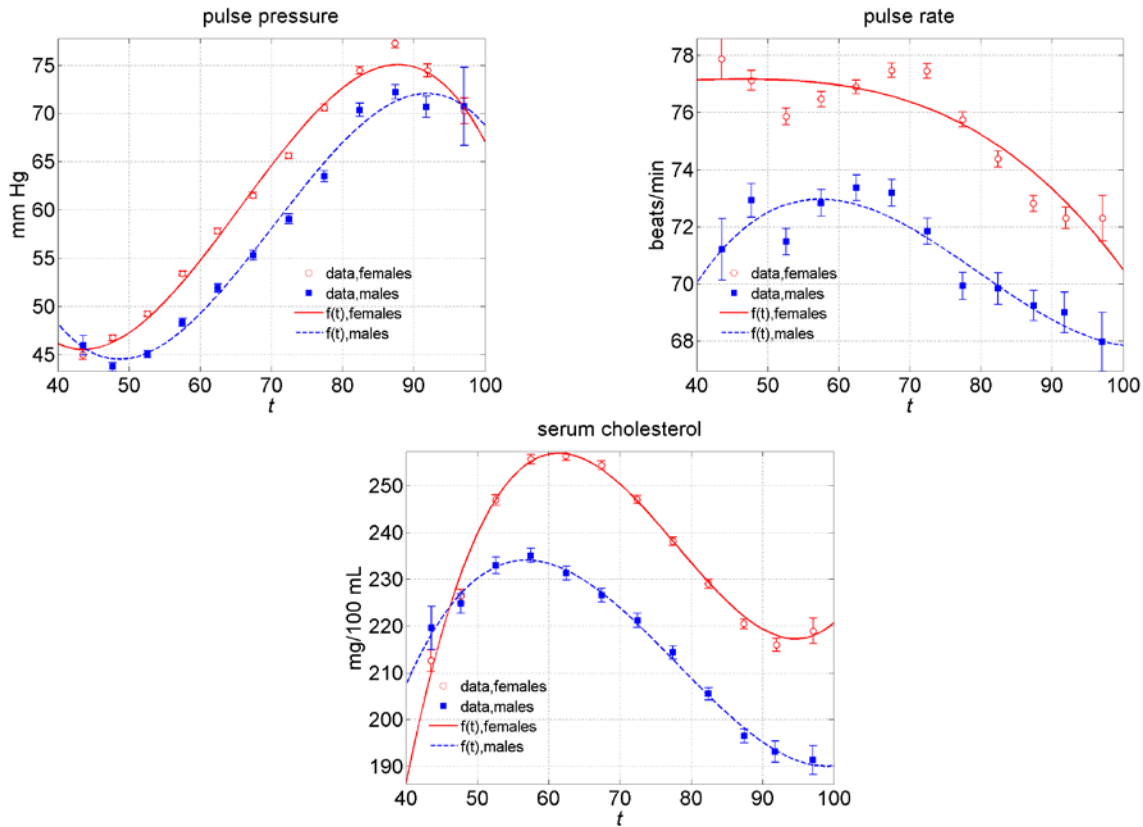 pulse pressure
75
70
65
60
55
50
45
mm Hg
data,females
data,males
f(t),females
f(t),males
40 50 60 70 80 90 100
t
pulse rate
78
76
74
72
70
68
beats/min
data,females
data,males
f(t),females
f(t),males
40 50 60 70 80 90 100
t
serum cholesterol
250
240
230
220
210
200
190
mg/100 mL
data,females
data,males
f(t),females
f(t),males
40 50 60 70 80 90 100
t